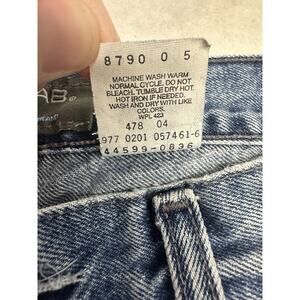 8790 0 5
MACHINE WASH WARM
NORMAL CYCLE. DO NOT
BLEACH. TUMBLE DRY HOT.
HOT IRON IF NEEDED.
WASH AND DRY WITH LIKE
COLORS.
WPL 423
478 04
977 0201 057461-6
44599-0836
AB